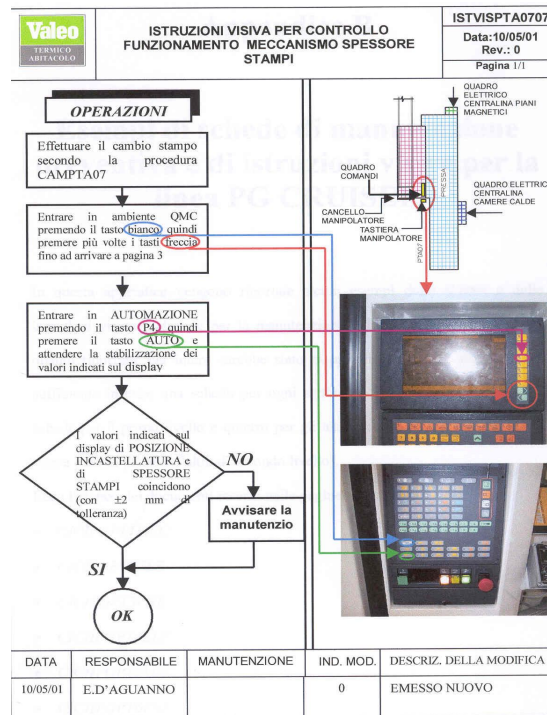 Valeo
TERMICO
ABITACOLO
ISTRUZIONI VISIVA PER CONTROLLO
FUNZIONAMENTO MECCANISMO SPESSORE
STAMPI
ISTVISPTA0707
Data:10/05/01
Rev.: 0
Pagina 1/1
OPERAZIONI
Effettuare il cambio stampo
secondo procedura
CAMPTA07
Entrare in ambiente QMC
premendo il tasto bianco quindi
premere più volte i tasti freccia
fino ad arrivare a pagina 3
Entrare in AUTOMAZIONE
premendo il tasto P4, quindi
premere il tasto AUTO e
attendere la stabilizzazione dei
valori indicati sul display
I valori indicati sul
display di POSIZIONE
INCASTELLATURA e
di SPESSORE
STAMPI coincidono
(con ±2 mm di
tolleranza)
NO
Avvisare la
manutenzio
SI
OK
QUADRO
ELETTRICO
CENTRALINA PIANI
MAGNETICI
QUADRO
COMANDI
PRESSA
QUADRO ELETTRIC
CENTRALINA
CAMERE CALDE
CANCELLO
MANIPOLATORE
TASTIERA
MANIPOLATORE
PTA07
DATA RESPONSABILE MANUTENZIONE IND. MOD. DESCRIZ. DELLA MODIFICA
10/05/01 E.D'AGUANNO 0 EMESSO NUOVO